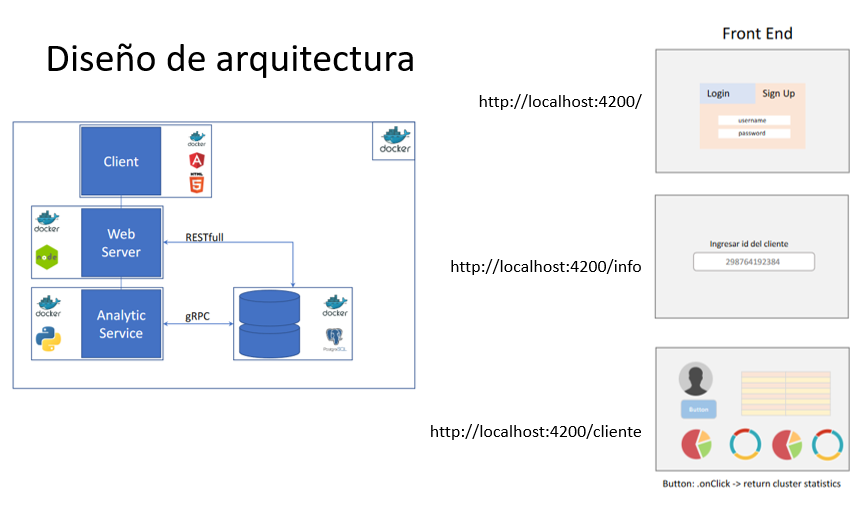 Diseño de arquitectura
Front End
http://localhost:4200/
Login
Sign Up
username
password
docker
Client
docker
HTML
5
docker
Web
Server
node
RESTfull
docker
Analytic
Service
gRPC
docker
PostgreSQL
http://localhost:4200/info
Ingresar id del cliente
298764192384
http://localhost:4200/cliente
Button
Button: .onClick -> return cluster statistics